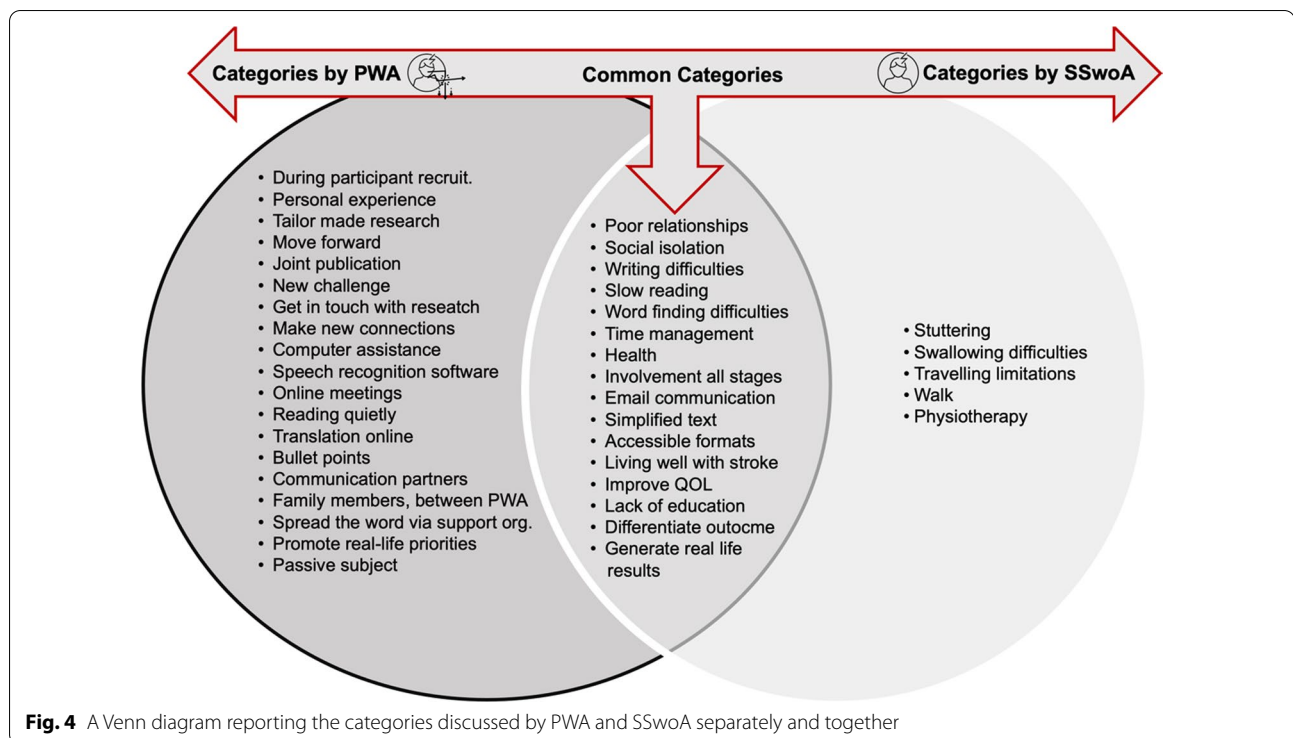 Categories by PWA
Common Categories
Categories by SSwoA
• During participant recruit.
• Personal experience
• Tailor made research
• Move forward
• Joint publication
• New challenge
• Get in touch with researtch
• Make new connections
• Computer assistance
• Speech recognition software
• Online meetings
• Reading quietly
• Translation online
• Bullet points
• Communication partners
• Family members, between PWA
• Spread the word via support org.
• Promote real-life priorities
• Passive subject
• Poor relationships
• Social isolation
• Writing difficulties
• Slow reading
• Word finding difficulties
• Time management
• Health
• Involvement all stages
• Email communication
• Simplified text
• Accessible formats
• Living well with stroke
• Improve QOL
• Lack of education
• Differentiate outocme
• Generate real life
results
• Stuttering
• Swallowing difficulties
• Travelling limitations
• Walk
• Physiotherapy
Fig. 4 A Venn diagram reporting the categories discussed by PWA and SSwoA separately and together